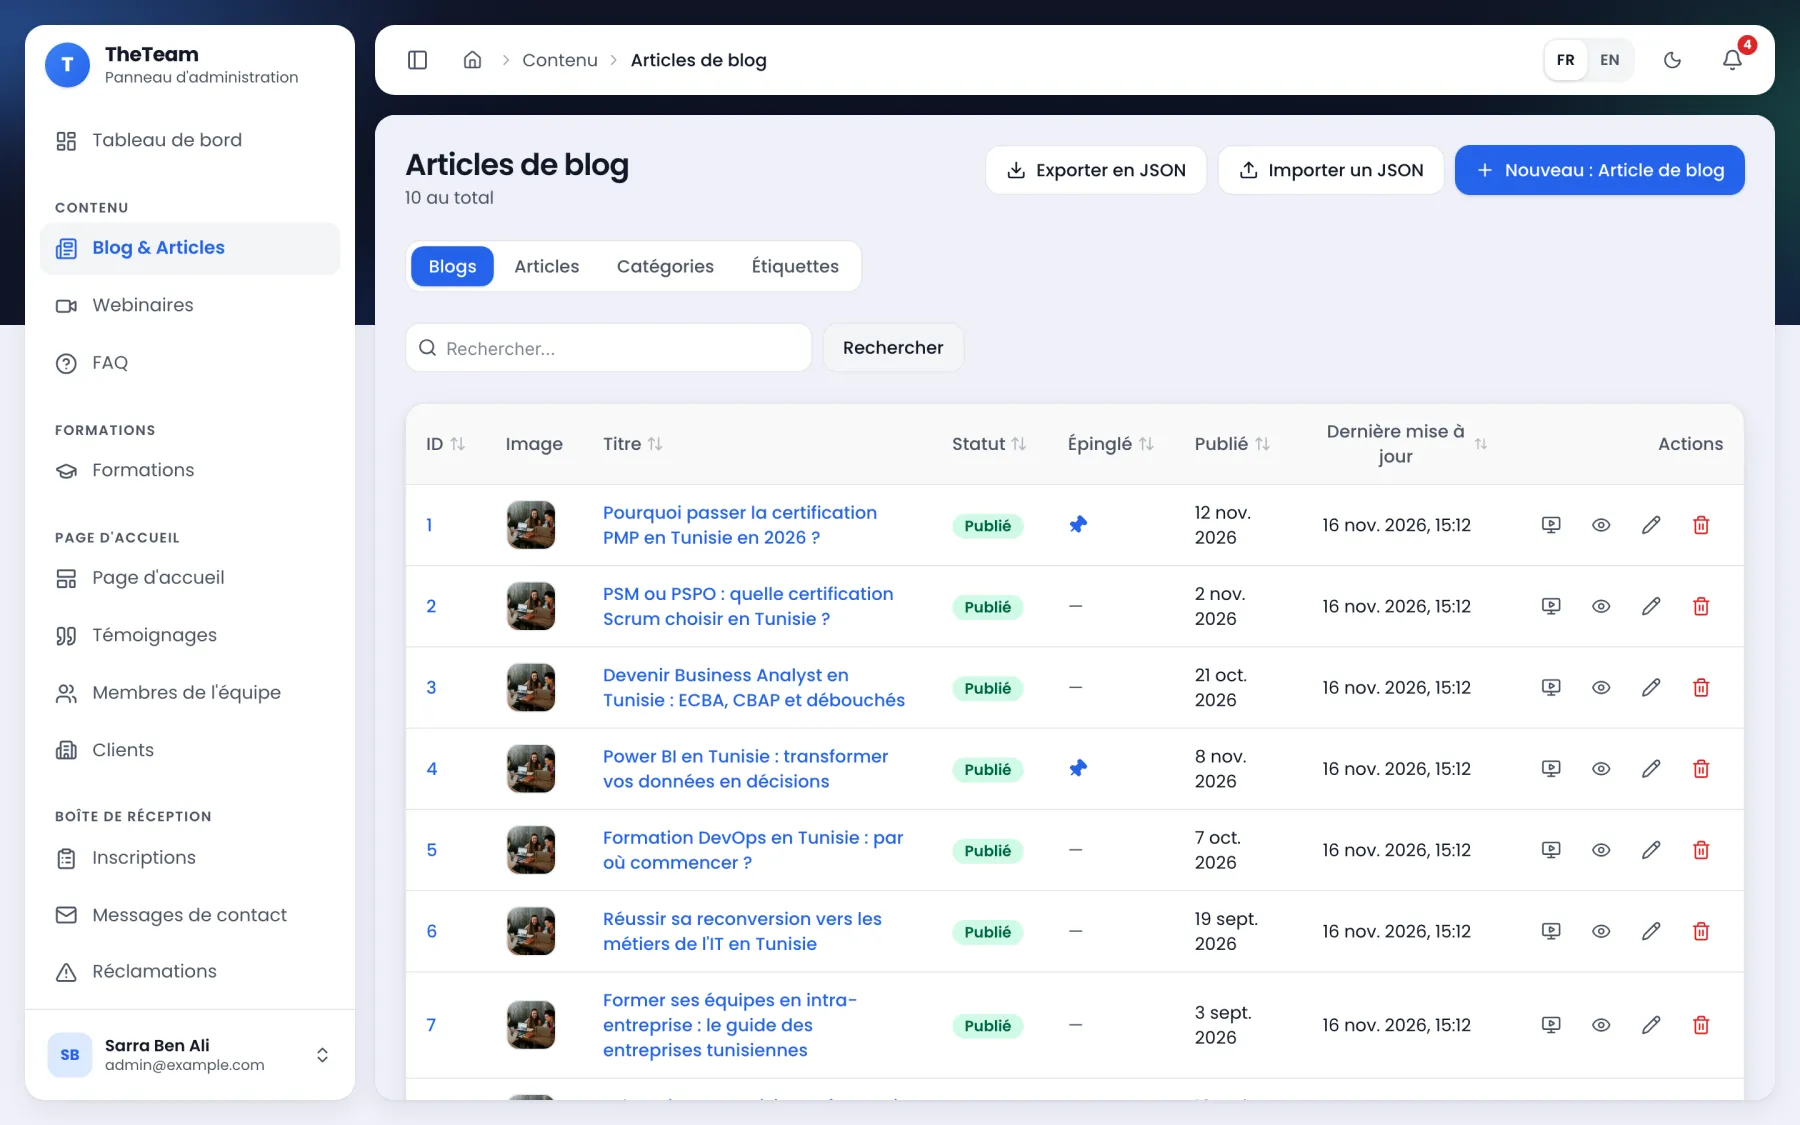 T
TheTeam
Panneau d'administration
Tableau de bord
CONTENU
Blog & Articles
Webinaires
FAQ
FORMATIONS
Formations
PAGE D'ACCUEIL
Page d'accueil
Témoignages
Membres de l'équipe
Clients
BOÎTE DE RÉCEPTION
Inscriptions
Messages de contact
Réclamations
SB
Sarra Ben Ali
admin@example.com
Contenu
Articles de blog
FR
EN
4
Articles de blog
10 au total
Exporter en JSON
Importer un JSON
Nouveau : Article de blog
Blogs
Articles
Catégories
Étiquettes
Rechercher...
Rechercher
ID
Image
Titre
Statut
Épinglé
Publié
Dernière mise à
jour
Actions
1
Pourquoi passer la certification
PMP en Tunisie en 2026 ?
Publié
12 nov.
2026
16 nov. 2026, 15:12
2
PSM ou PSPO : quelle certification
Scrum choisir en Tunisie ?
Publié
—
2 nov.
2026
16 nov. 2026, 15:12
3
Devenir Business Analyst en
Tunisie : ECBA, CBAP et débouchés
Publié
—
21 oct.
2026
16 nov. 2026, 15:12
4
Power BI en Tunisie : transformer
vos données en décisions
Publié
8 nov.
2026
16 nov. 2026, 15:12
5
Formation DevOps en Tunisie : par
où commencer ?
Publié
—
7 oct.
2026
16 nov. 2026, 15:12
6
Réussir sa reconversion vers les
métiers de l'IT en Tunisie
Publié
—
19 sept.
2026
16 nov. 2026, 15:12
7
Former ses équipes en intra-
entreprise : le guide des
entreprises tunisiennes
Publié
—
3 sept.
2026
16 nov. 2026, 15:12